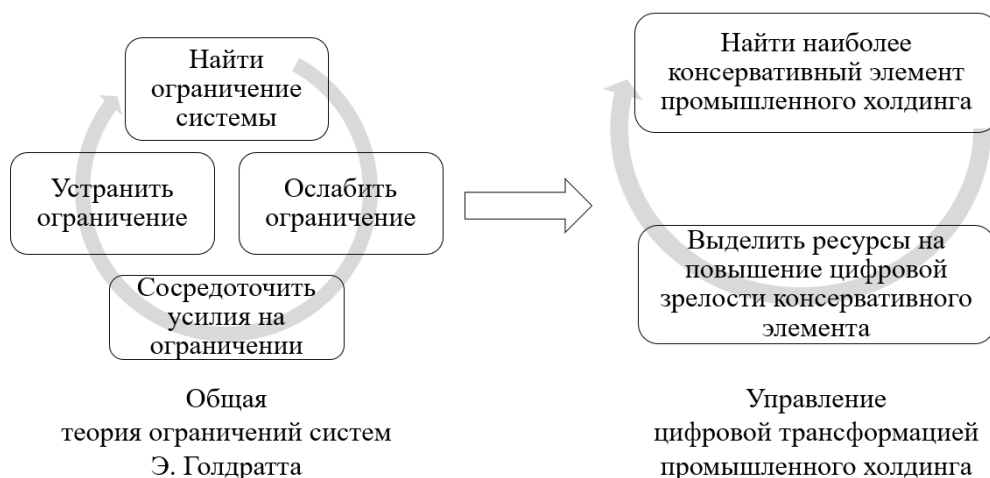 Найти
ограничение
системы
Устранить
ограничение
Ослабить
ограничение
Сосредоточить
усилия на
ограничении
Общая
теория ограничений систем
Э. Голдратта
Найти наиболее
консервативный элемент
промышленного холдинга
Выделить ресурсы на
повышение цифровой
зрелости консервативного
элемента
Управление
цифровой трансформацией
промышленного холдинга